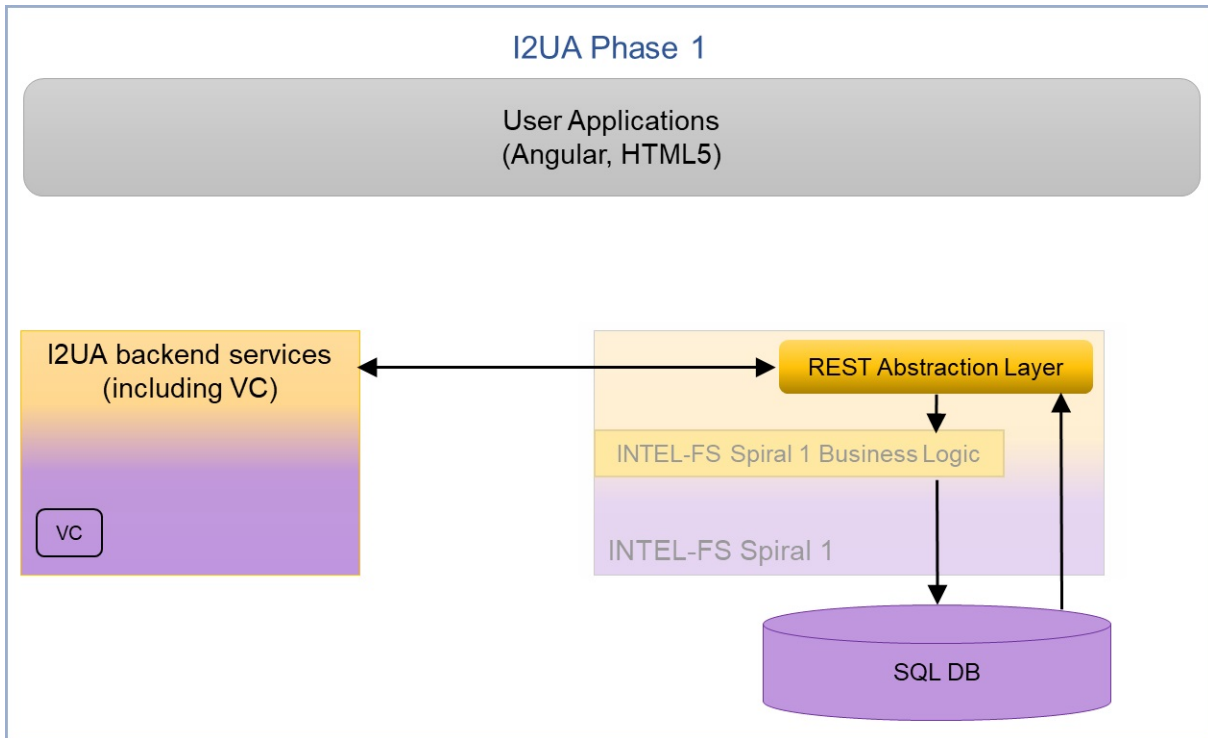 I2UA Phase 1
User Applications
(Angular, HTML5)
I2UA backend services
(including VC)
REST Abstraction Layer
INTEL-FS Spiral 1 Business Logic
VC
INTEL-FS Spiral 1
SQL DB